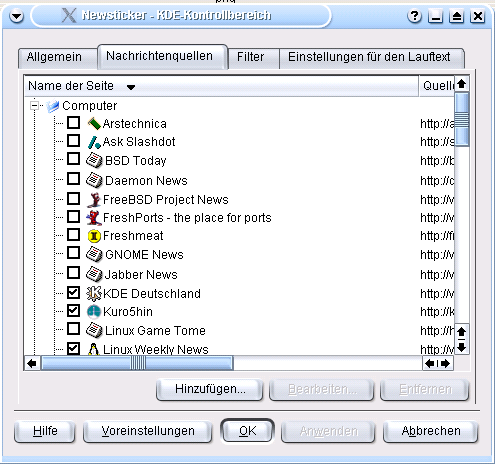 Newsticker - KDE-Kontrollbereich
Allgemein Nachrichtenquellen Filter Einstellungen für den Lauftext
Name der Seite Quell
Computer
Arstechnica http://a
Ask Slashdot http://s
BSD Today http://b
Daemon News http://d
FreeBSD Project News http://w
FreshPorts - the place for ports http://w
Freshmeat http://fr
GNOME News http://w
Jabber News http://w
KDE Deutschland http://w
Kuro5hin http://k
Linux Game Tome http://h
Linux Weekly News http://w
Hinzufügen... Bearbeiten... Entfernen
Hilfe Voreinstellungen OK Anwenden Abbrechen